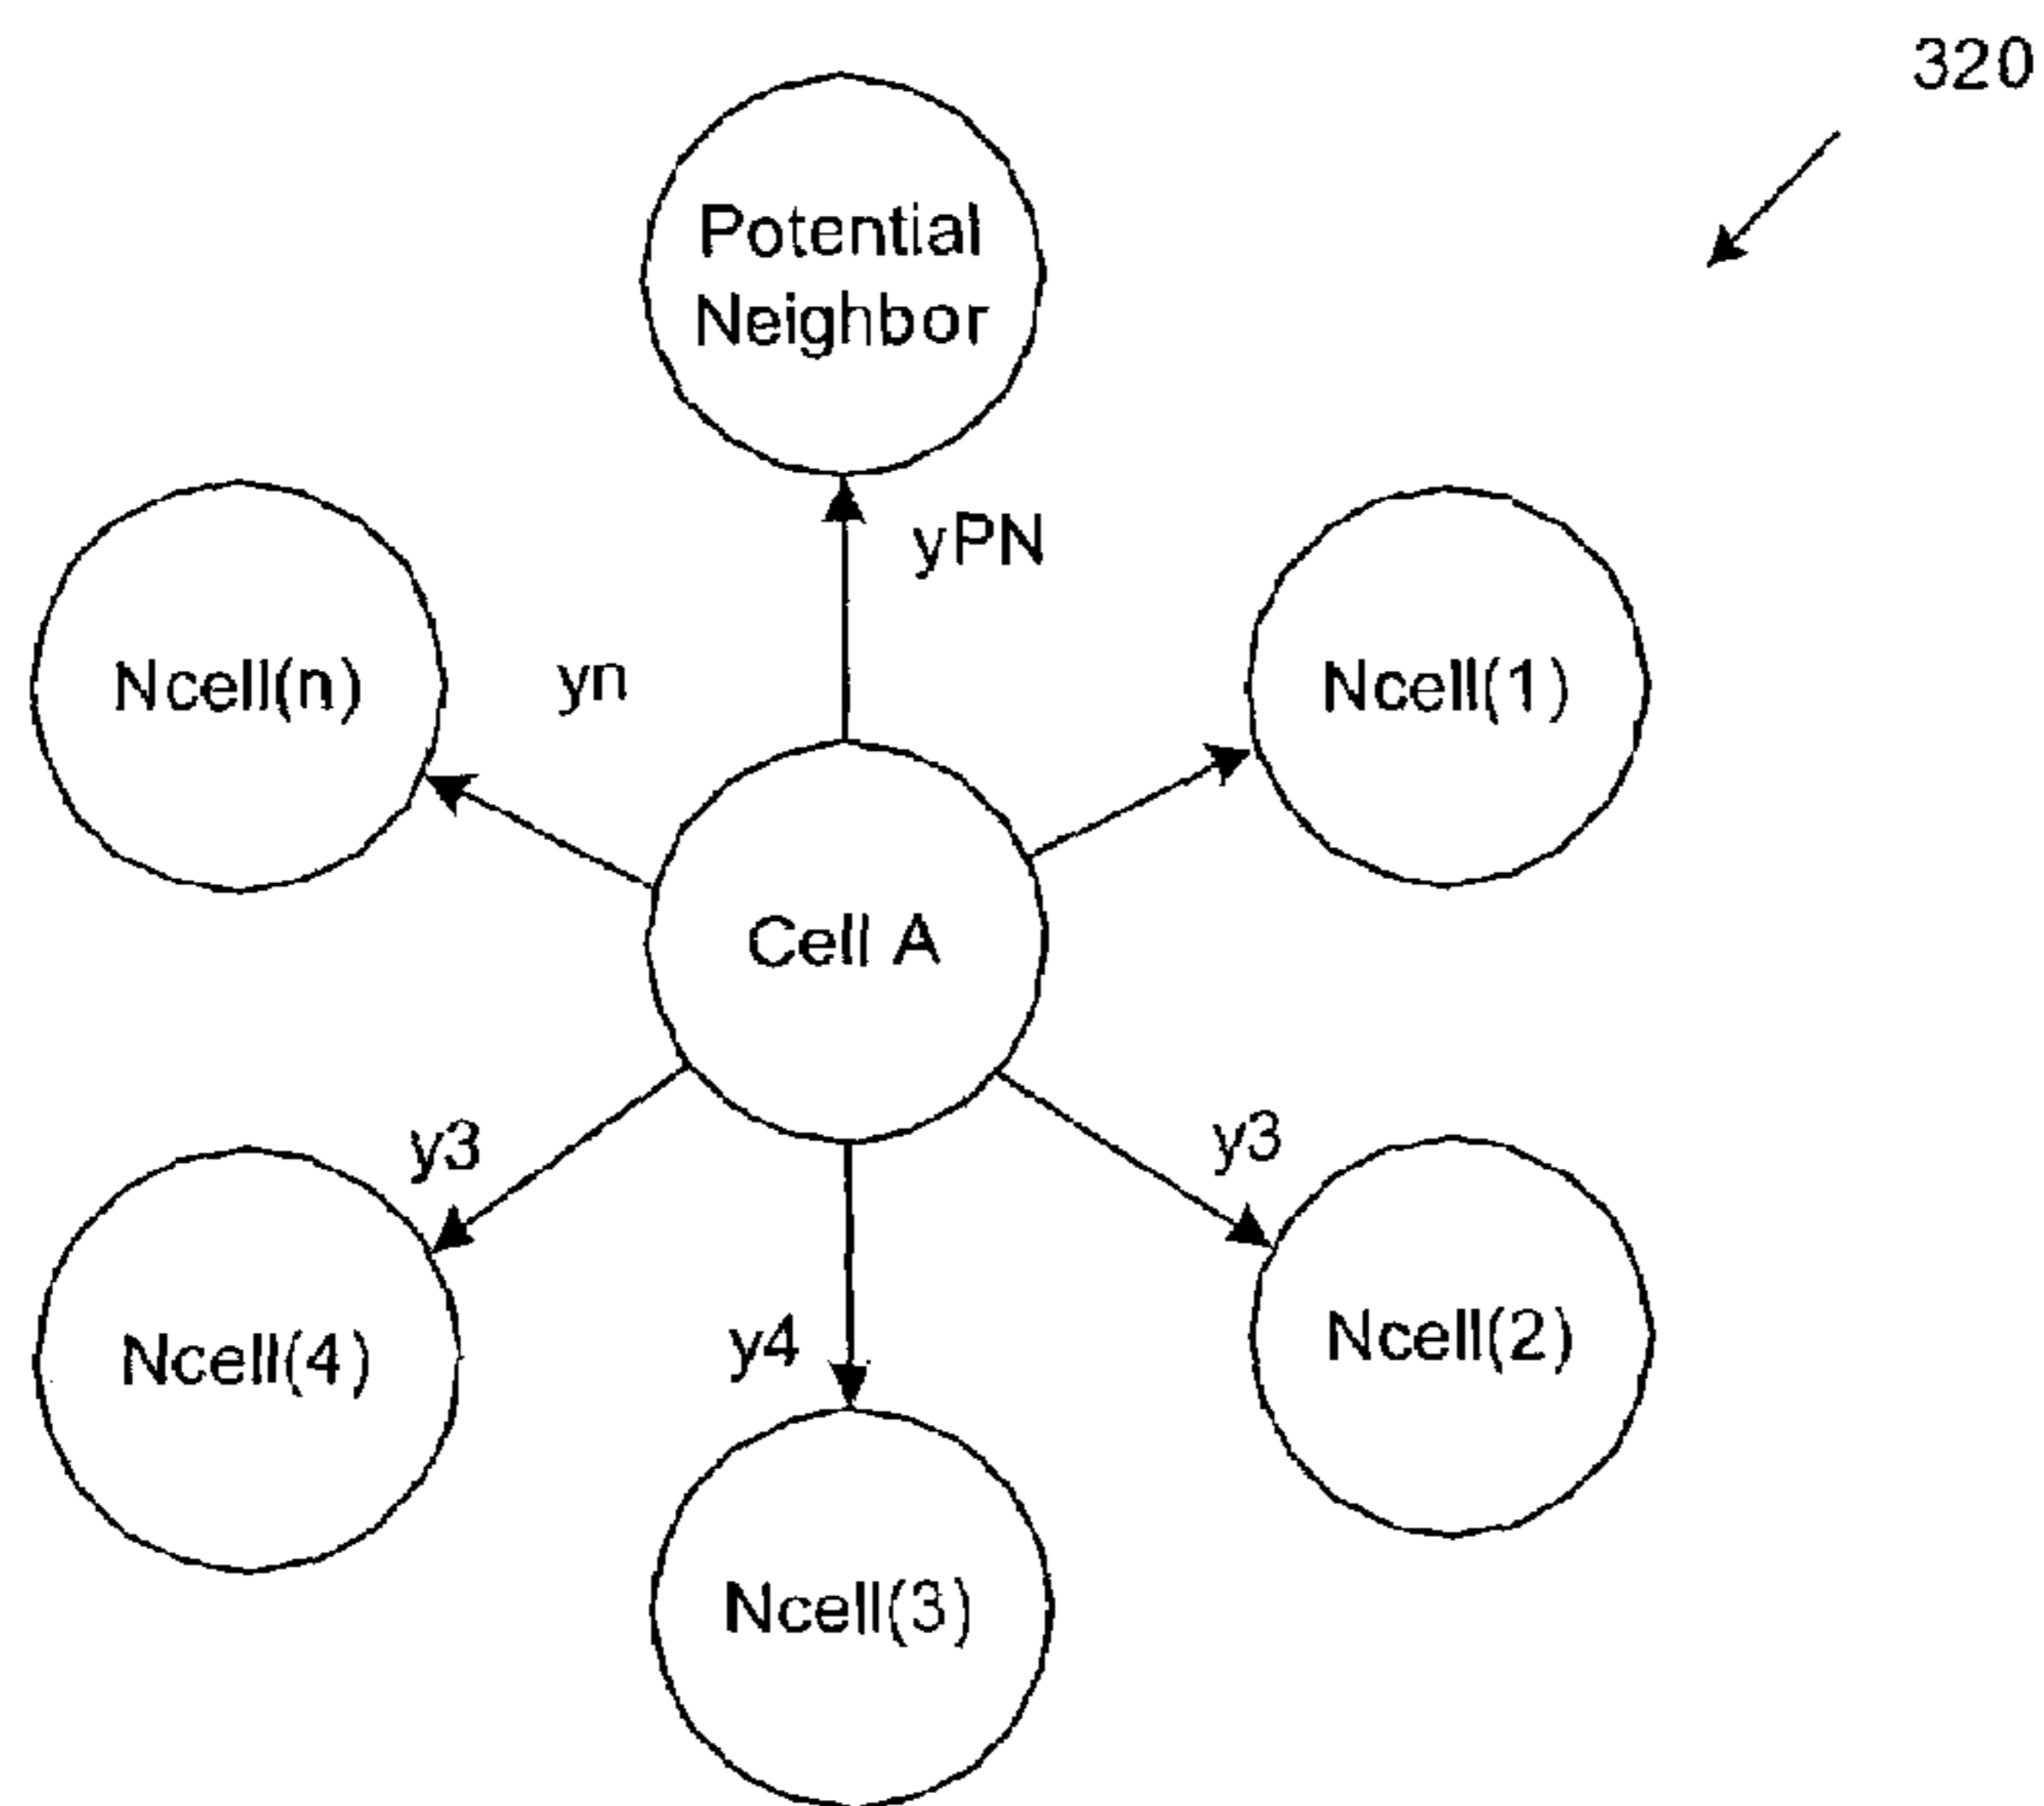 320
Potential
Neighbor
yPN
Ncell(n)
yn
Ncell(1)
Cell A
y3
y3
Ncell(4)
y4
Ncell(2)
Ncell(3)